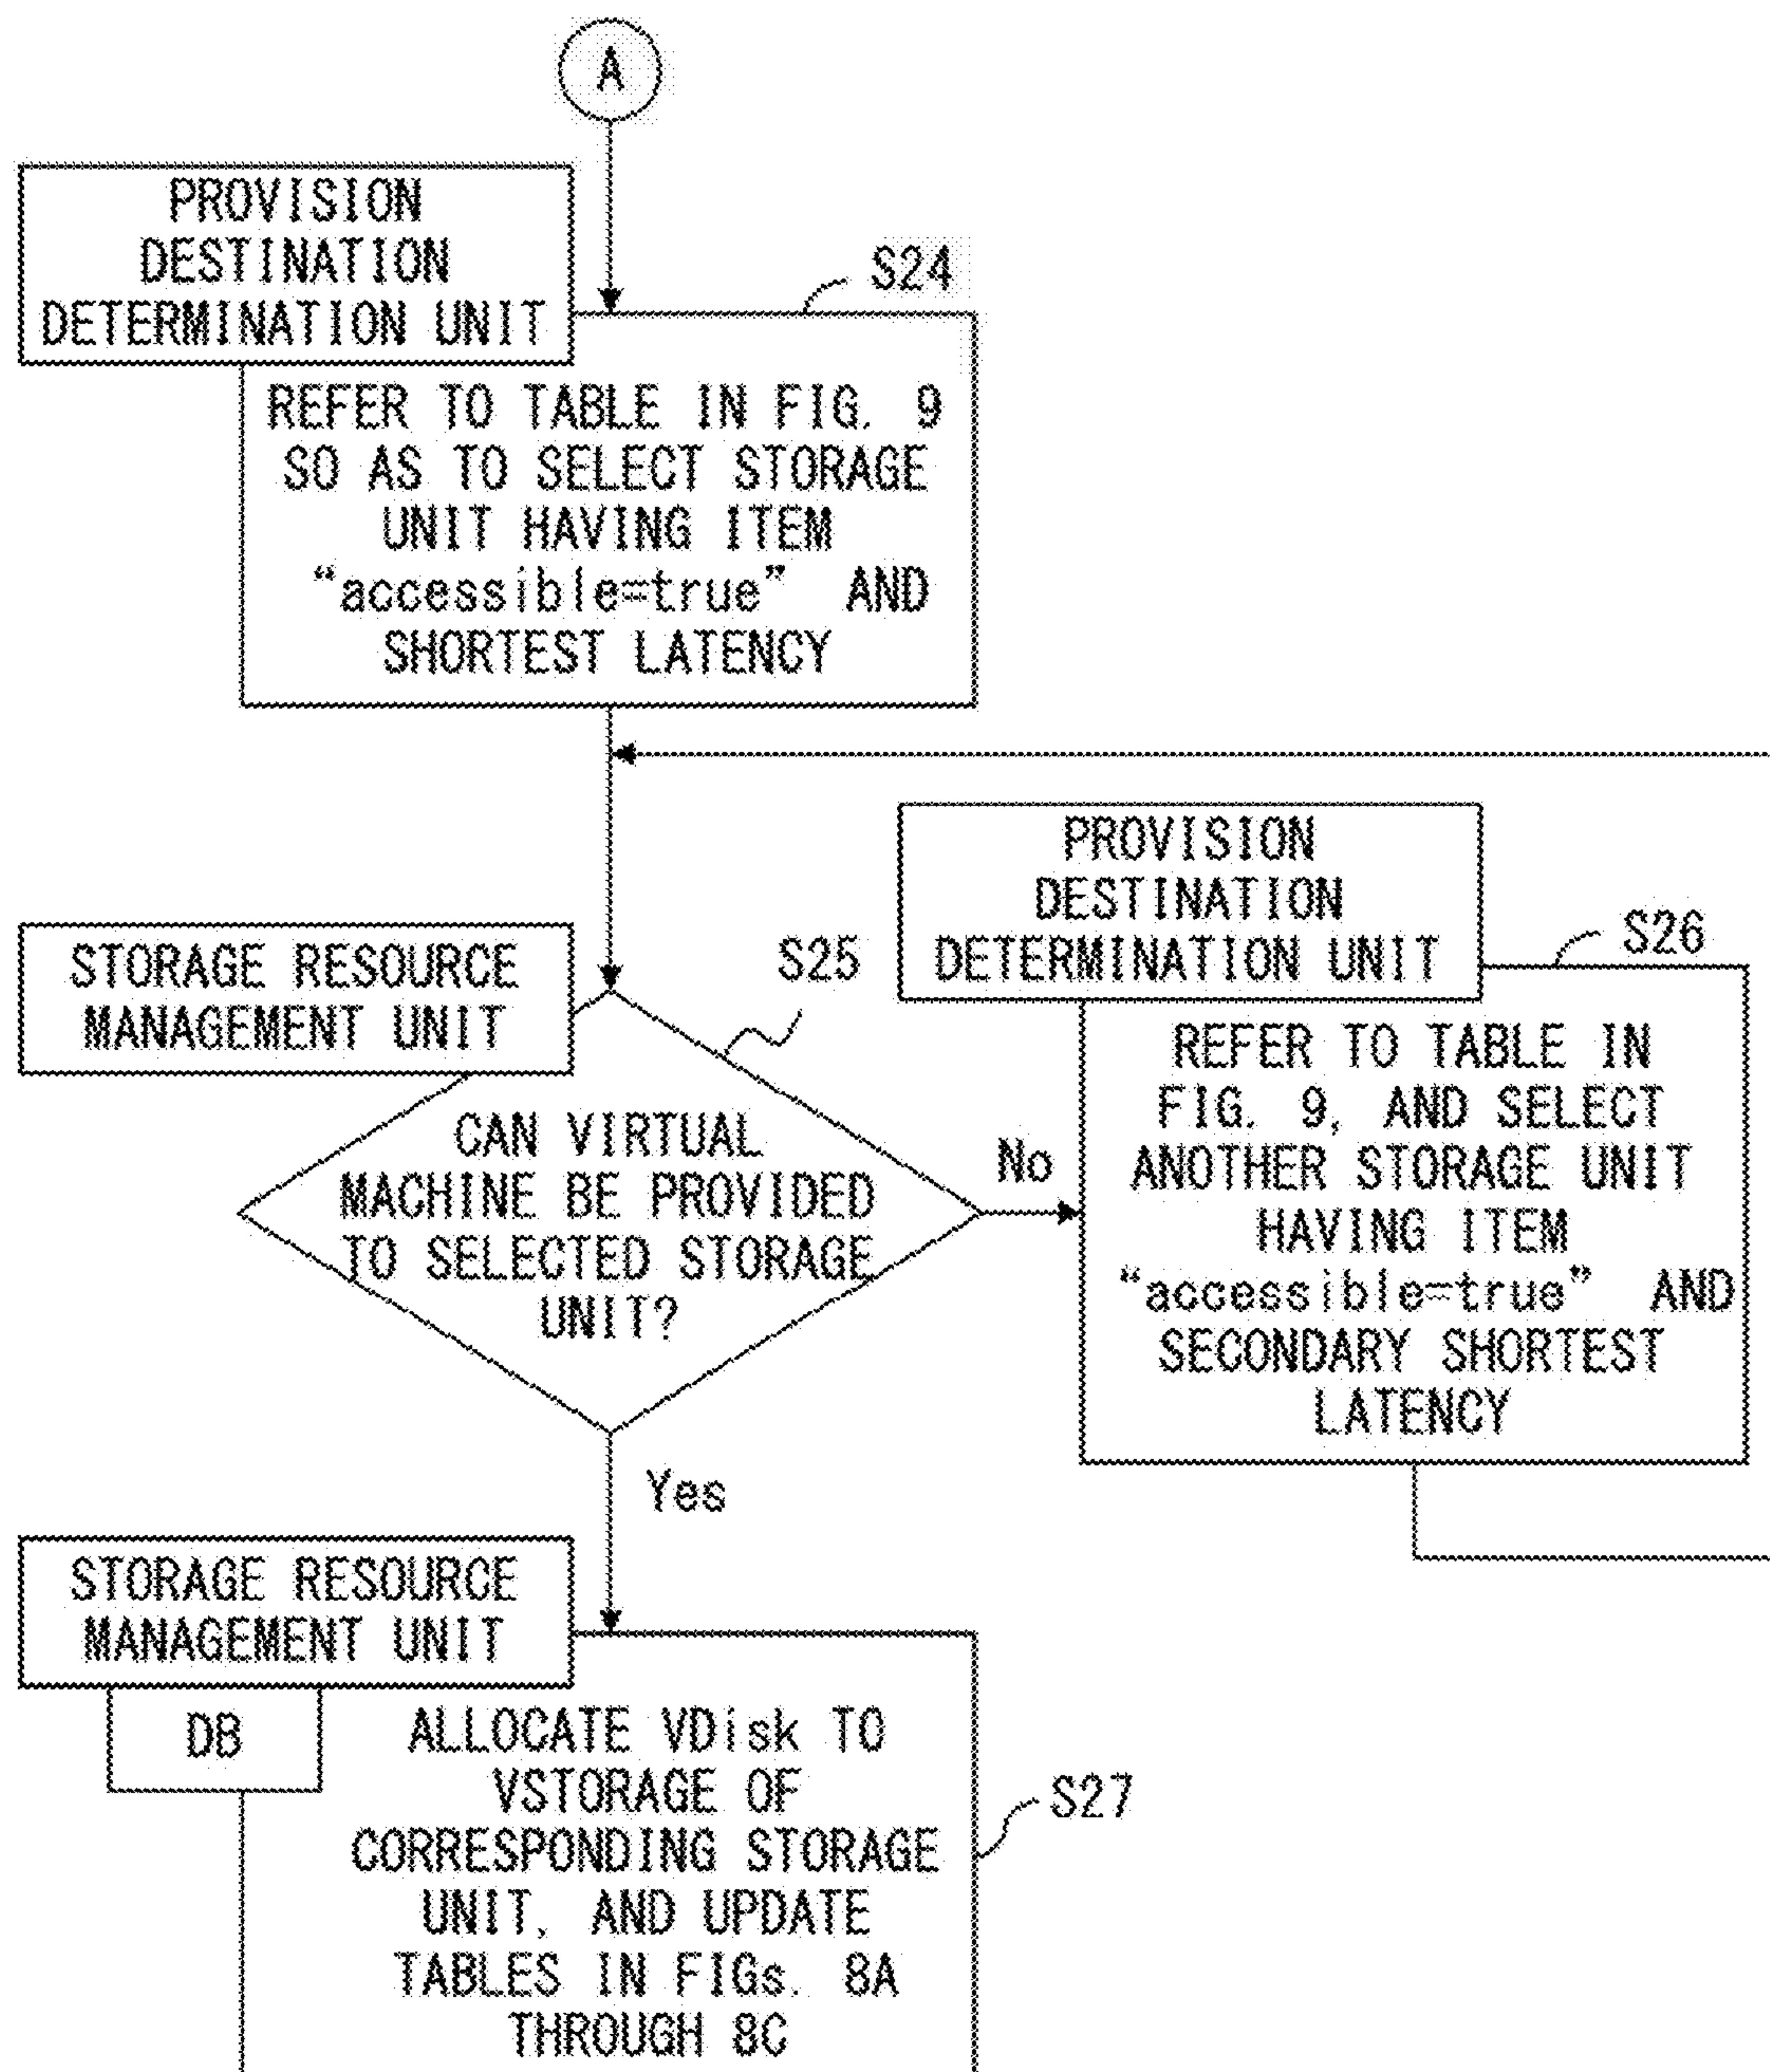 A
PROVISION
DESTINATION
DETERMINATION UNIT
S24
REFER TO TABLE IN FIG. 9
SO AS TO SELECT STORAGE
UNIT HAVING ITEM
“accessible=true” AND
SHORTEST LATENCY
PROVISION
DESTINATION
DETERMINATION UNIT
S26
STORAGE RESOURCE
MANAGEMENT UNIT
S25
CAN VIRTUAL
MACHINE BE PROVIDED
TO SELECTED STORAGE
UNIT?
No
REFER TO TABLE IN
FIG. 9, AND SELECT
ANOTHER STORAGE UNIT
HAVING ITEM
“accessible=true” AND
SECONDARY SHORTEST
LATENCY
Yes
STORAGE RESOURCE
MANAGEMENT UNIT
DB
ALLOCATE VDisk TO
VSTORAGE OF
CORRESPONDING STORAGE
UNIT, AND UPDATE
TABLES IN FIGs. 8A
THROUGH 8C
S27